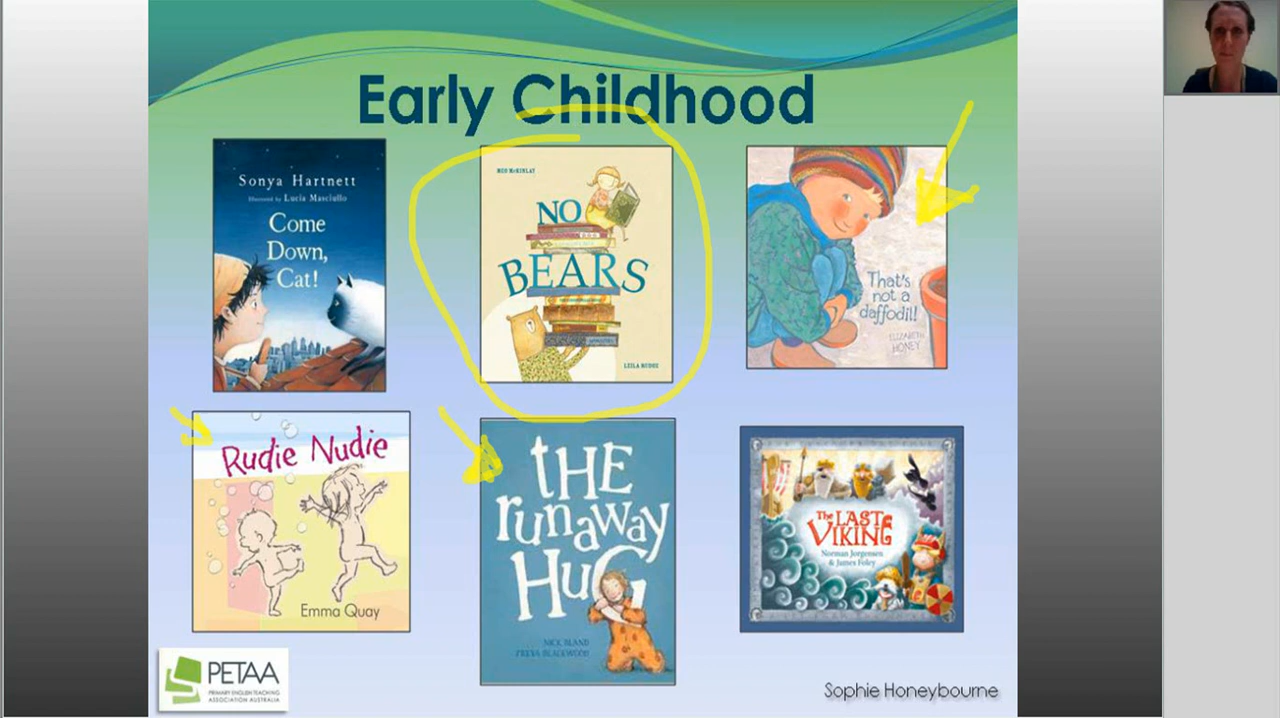 Early Childhood
Sonya Hartnett
Illustrated by Lucia Masciullo
Come
Down,
Cat!
MEG McKINLAY
NO
BEARS
LEILA RUDGE
That's
not a
daffodil!
ELIZABETH
HONEY
Rudie Nudie
Emma Quay
tHE
runaway
HuG
NICK BLAND
FREYA BLACKWOOD
The LAST
VIKING
Norman Jorgensen
& James Foley
PETAA
PRIMARY ENGLISH TEACHING
ASSOCIATION AUSTRALIA
Sophie Honeybourne